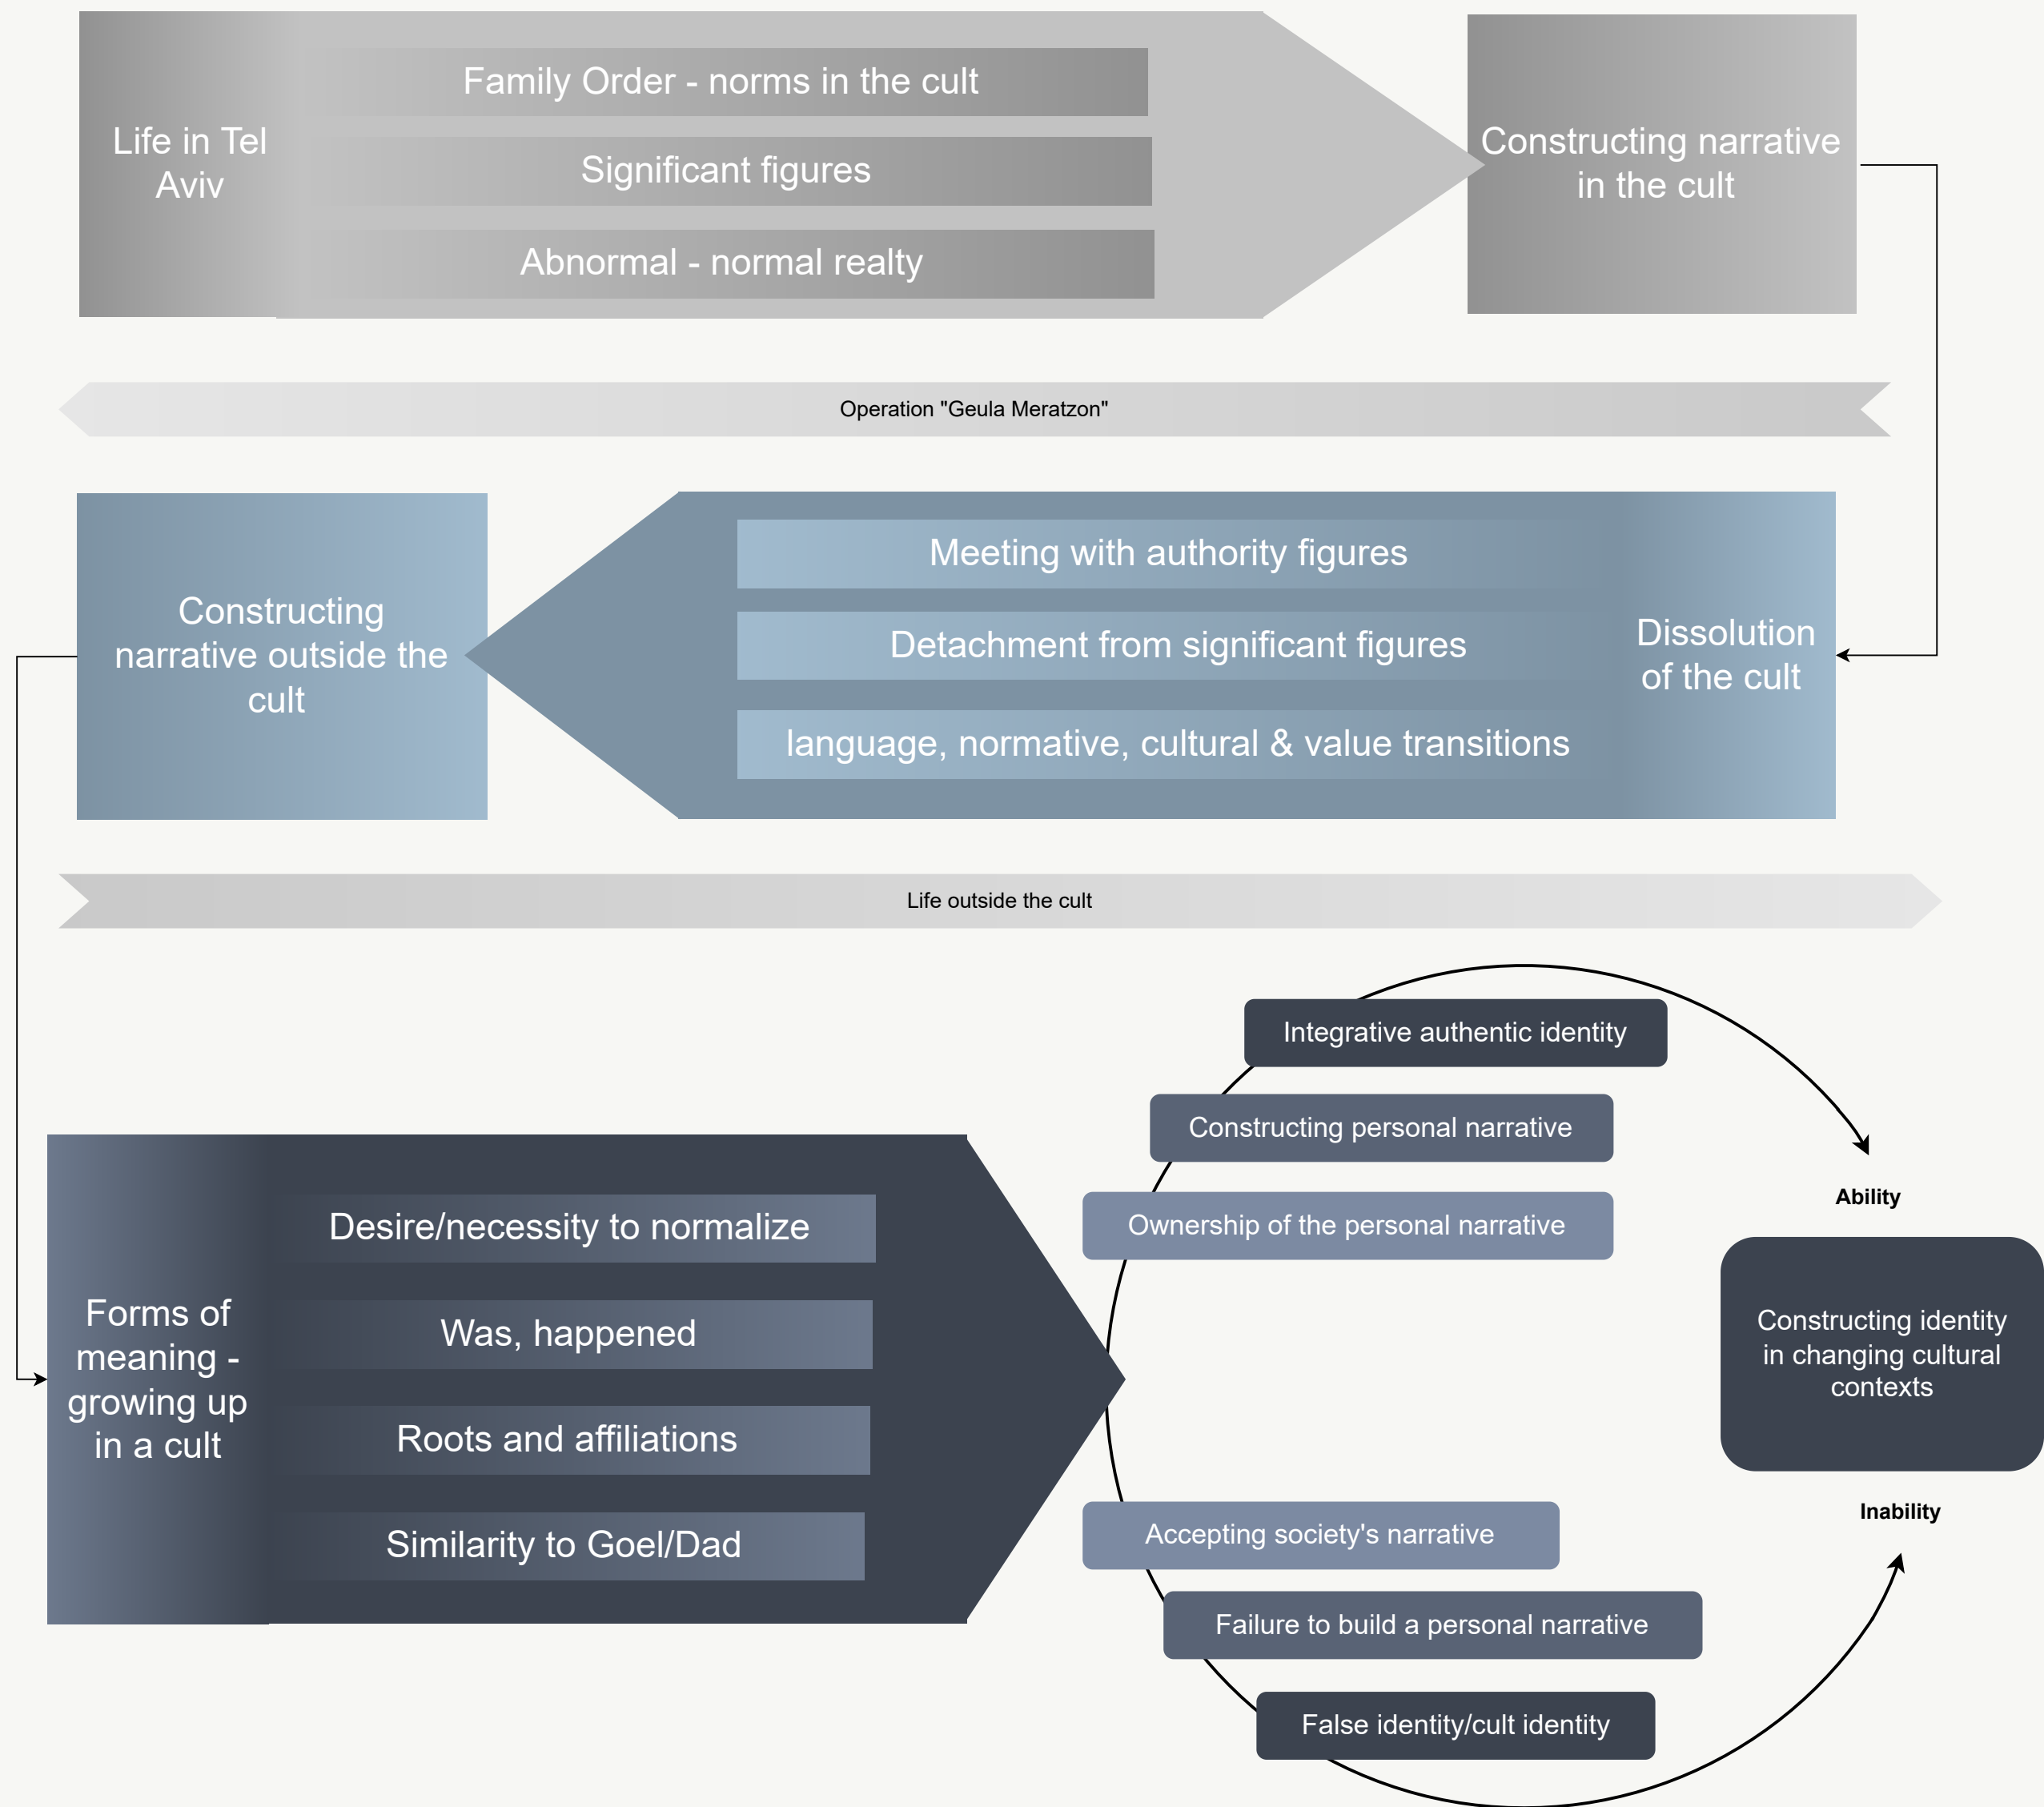 Life in Tel
Aviv
Family Order - norms in the cult
Significant figures
Abnormal - normal realty
Constructing narrative
in the cult
Operation "Geula Meratzon"
Constructing
narrative outside the
cult
Meeting with authority figures
Detachment from significant figures
language, normative, cultural & value transitions
Dissolution
of the cult
Life outside the cult
Forms of
meaning -
growing up
in a cult
Desire/necessity to normalize
Was, happened
Roots and affiliations
Similarity to Goel/Dad
Integrative authentic identity
Constructing personal narrative
Ownership of the personal narrative
Ability
Constructing identity
in changing cultural
contexts
Inability
Accepting society's narrative
Failure to build a personal narrative
False identity/cult identity